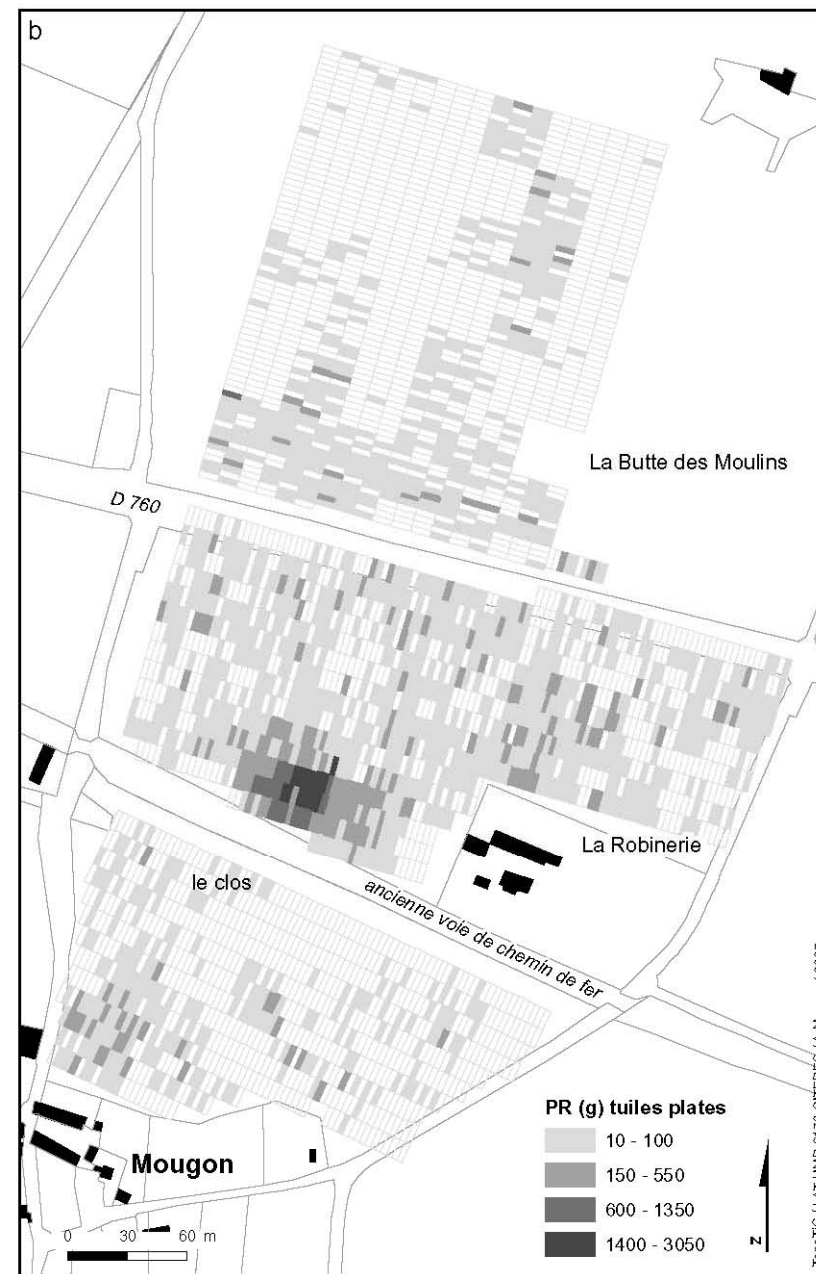 b
La Butte des Moulins
D 760
La Robinerie
le clos
ancienne voie de chemin de fer
PR (g) tuiles plates
10 - 100
150 - 550
600 - 1350
1400 - 3050
Mougon
0 30 60 m
N